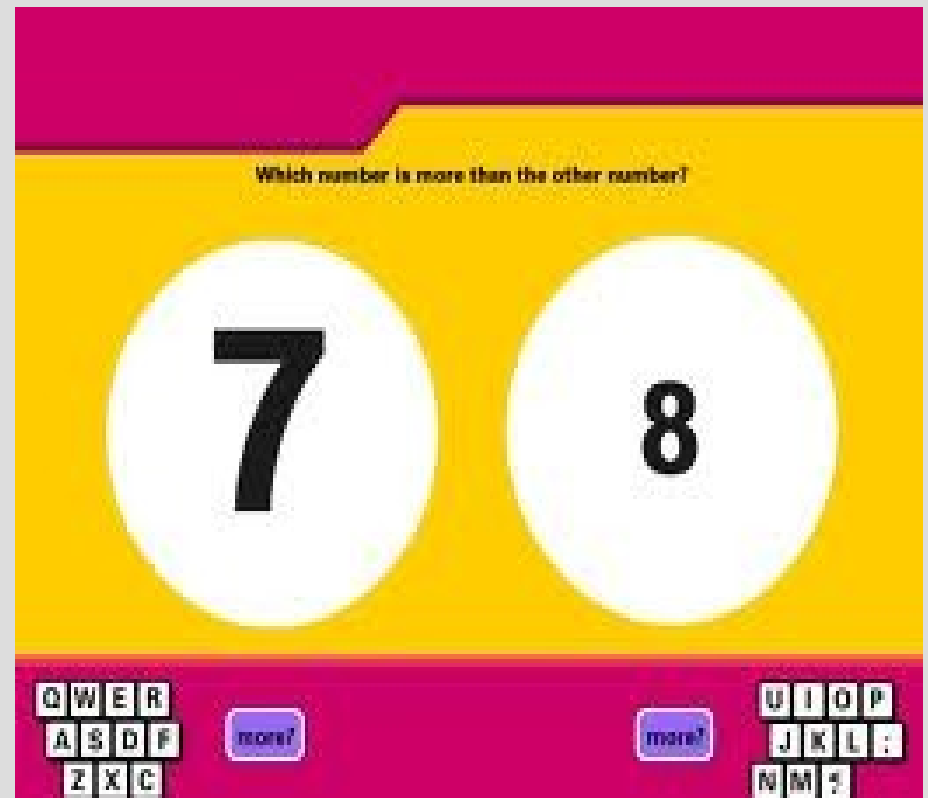 Which number is more than the other number?
7 8
Q W E R
A S D F
Z X C
more?
more?
U I O P
J K L ;
N M